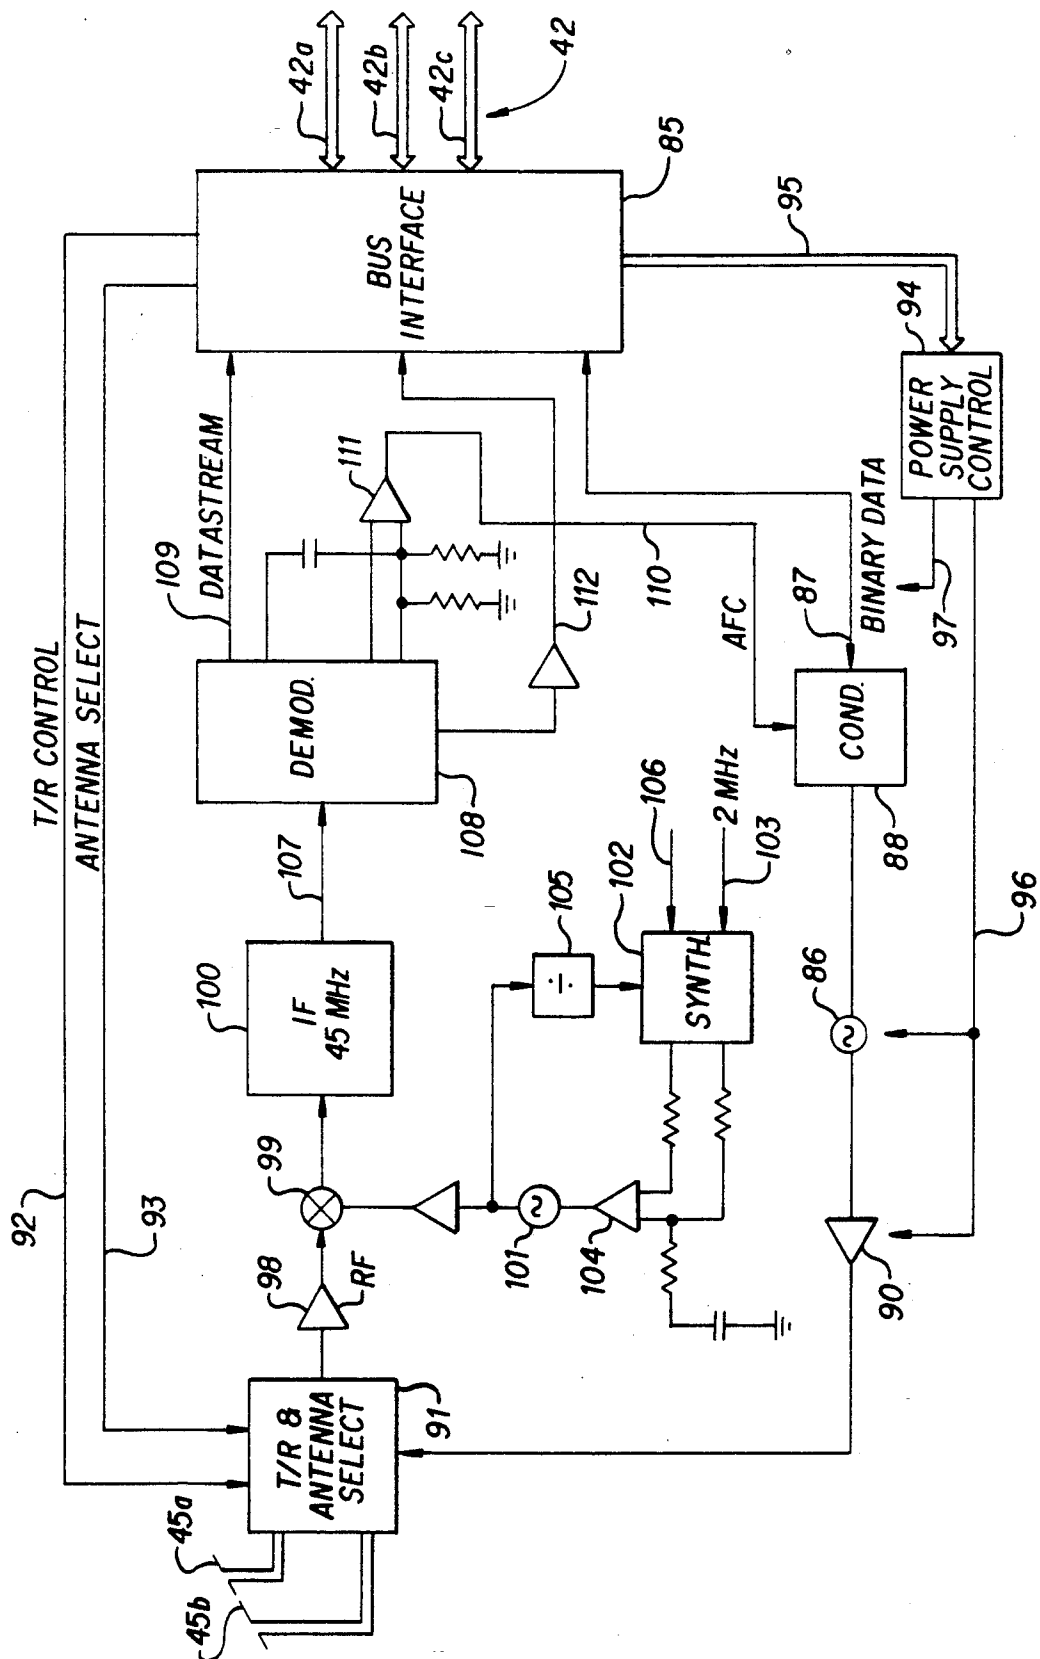 T/R CONTROL
ANTENNA SELECT
92
93
45a
45b
T/R &
ANTENNA
SELECT
91
98
RF
99
100
IF
45 MHz
107
DEMOD.
108
109
DATASTREAM
111
112
110
AFC
BUS
INTERFACE
85
42a
42b
42c
42
101
104
105
÷
102
SYNTH.
106
2 MHz
103
COND.
88
87
BINARY DATA
86
90
POWER
SUPPLY
CONTROL
94
95
97
96